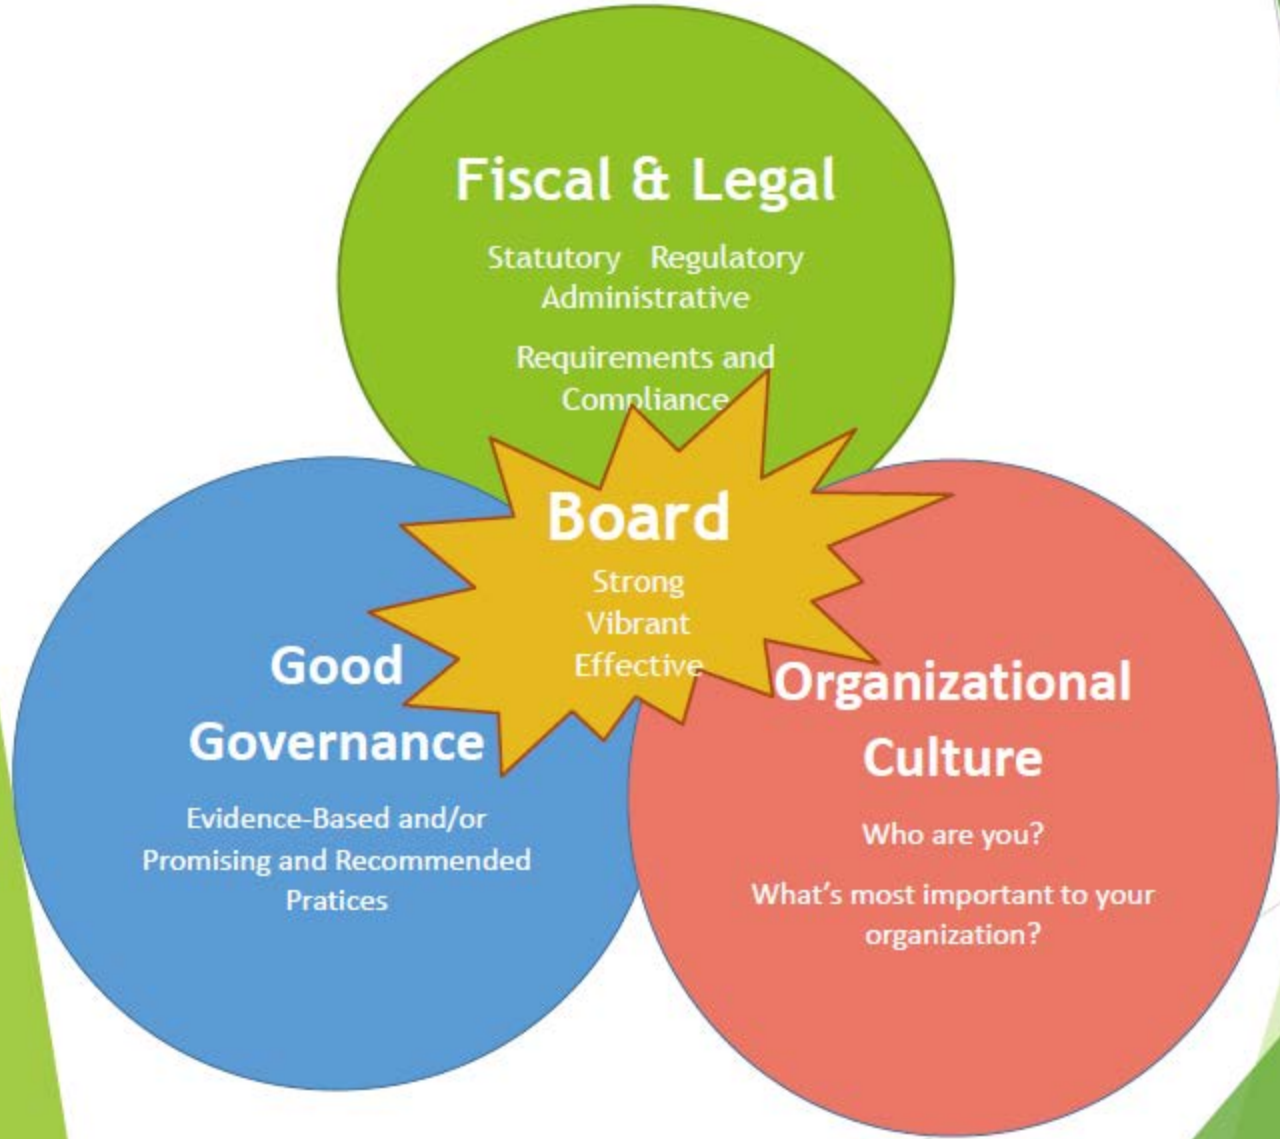 Fiscal & Legal
Statutory Regulatory
Administrative
Requirements and
Compliance
Board
Strong
Vibrant
Effective
Good
Governance
Evidence-Based and/or
Promising and Recommended
Pratices
Organizational
Culture
Who are you?
What's most important to your
organization?